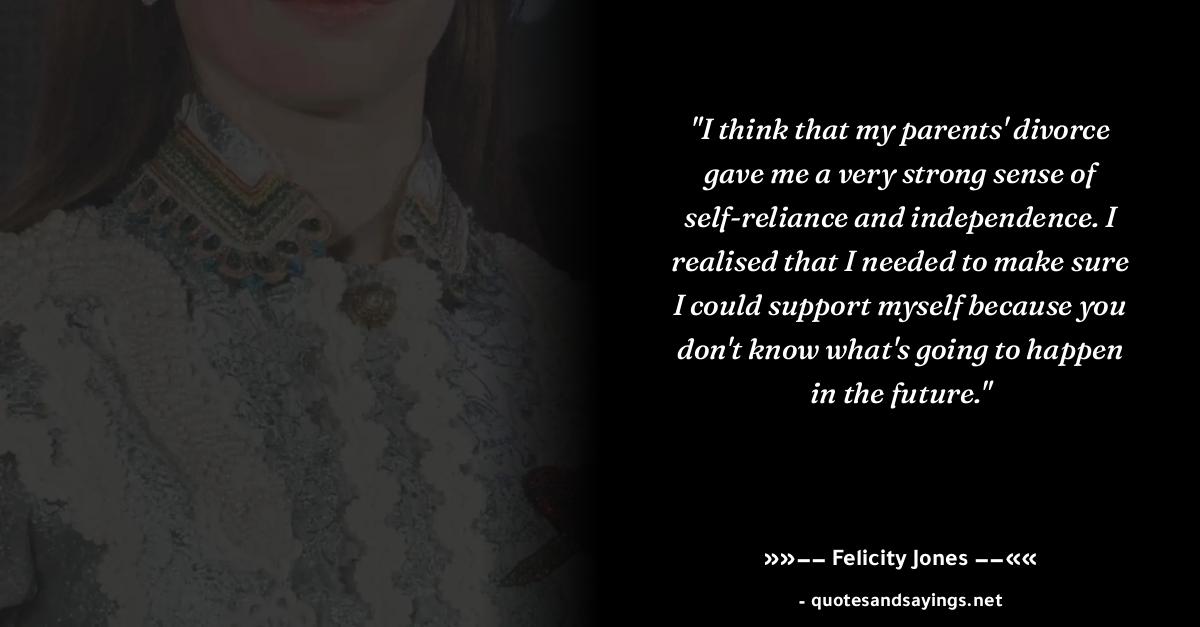 "I think that my parents' divorce
gave me a very strong sense of
self-reliance and independence. I
realised that I needed to make sure
I could support myself because you
don't know what's going to happen
in the future."
»»—— Felicity Jones ——««
- quotesandsayings.net